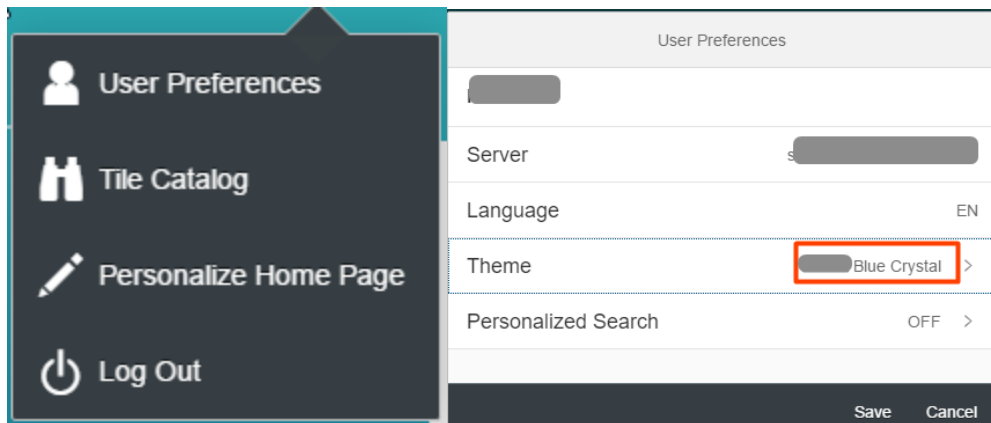 User Preferences
Tile Catalog
Personalize Home Page
Log Out
User Preferences
Server
Language EN
Theme Blue Crystal >
Personalized Search OFF >
Save Cancel